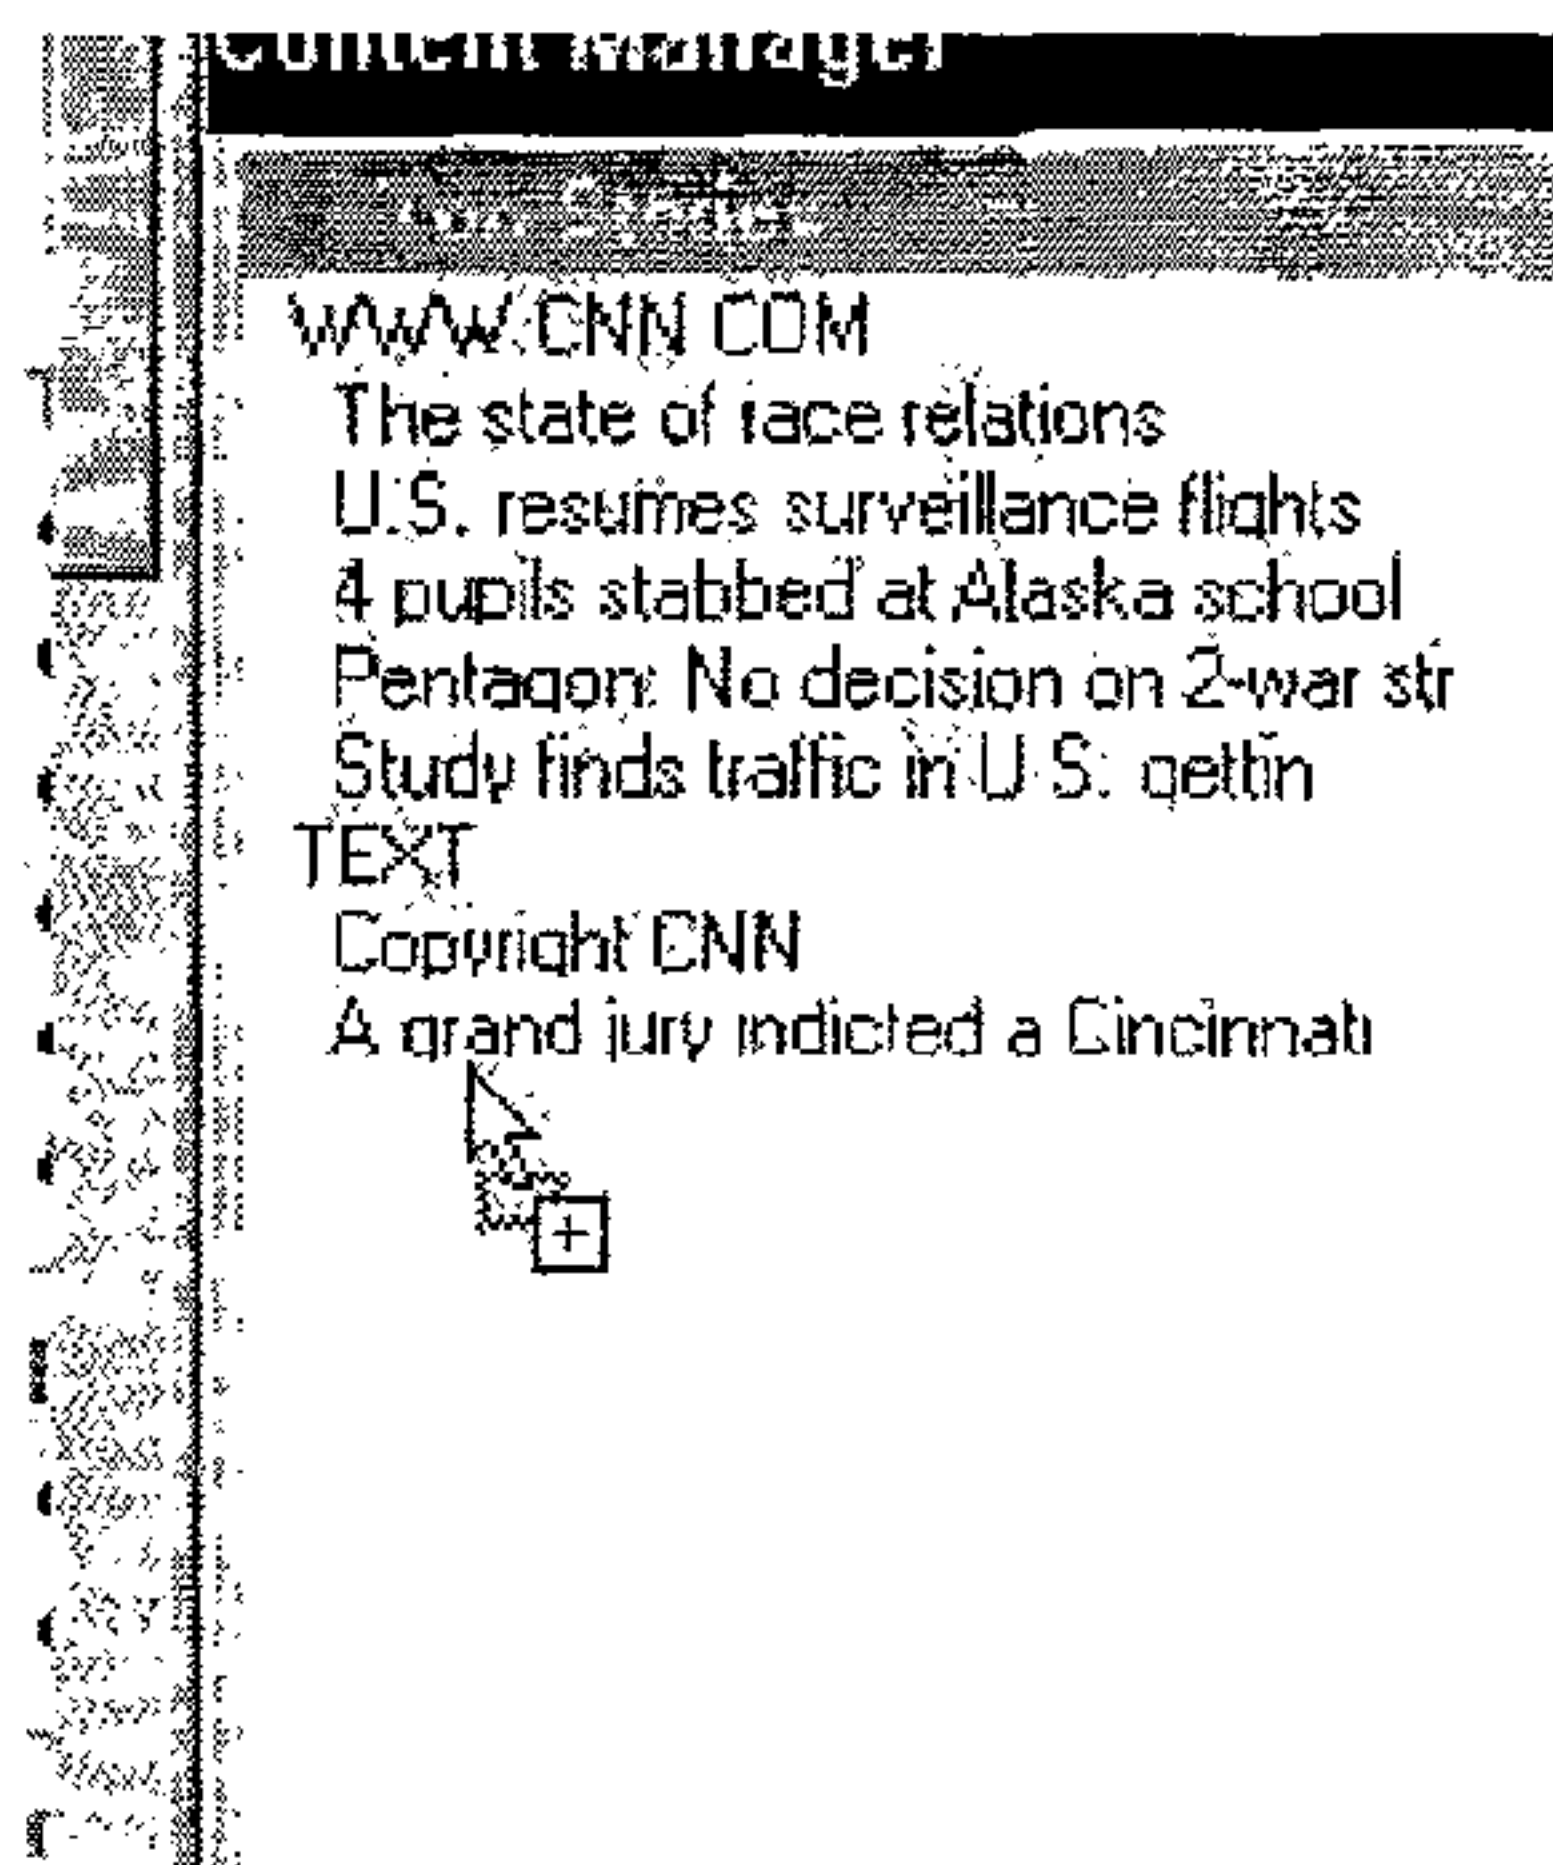 Content Manager
WWW.CNN.COM
The state of race relations
U.S. resumes surveillance flights
4 pupils stabbed at Alaska school
Pentagon: No decision on 2-war str
Study finds traffic in U.S. gettin
TEXT
Copyright CNN
A grand jury indicted a Cincinnati